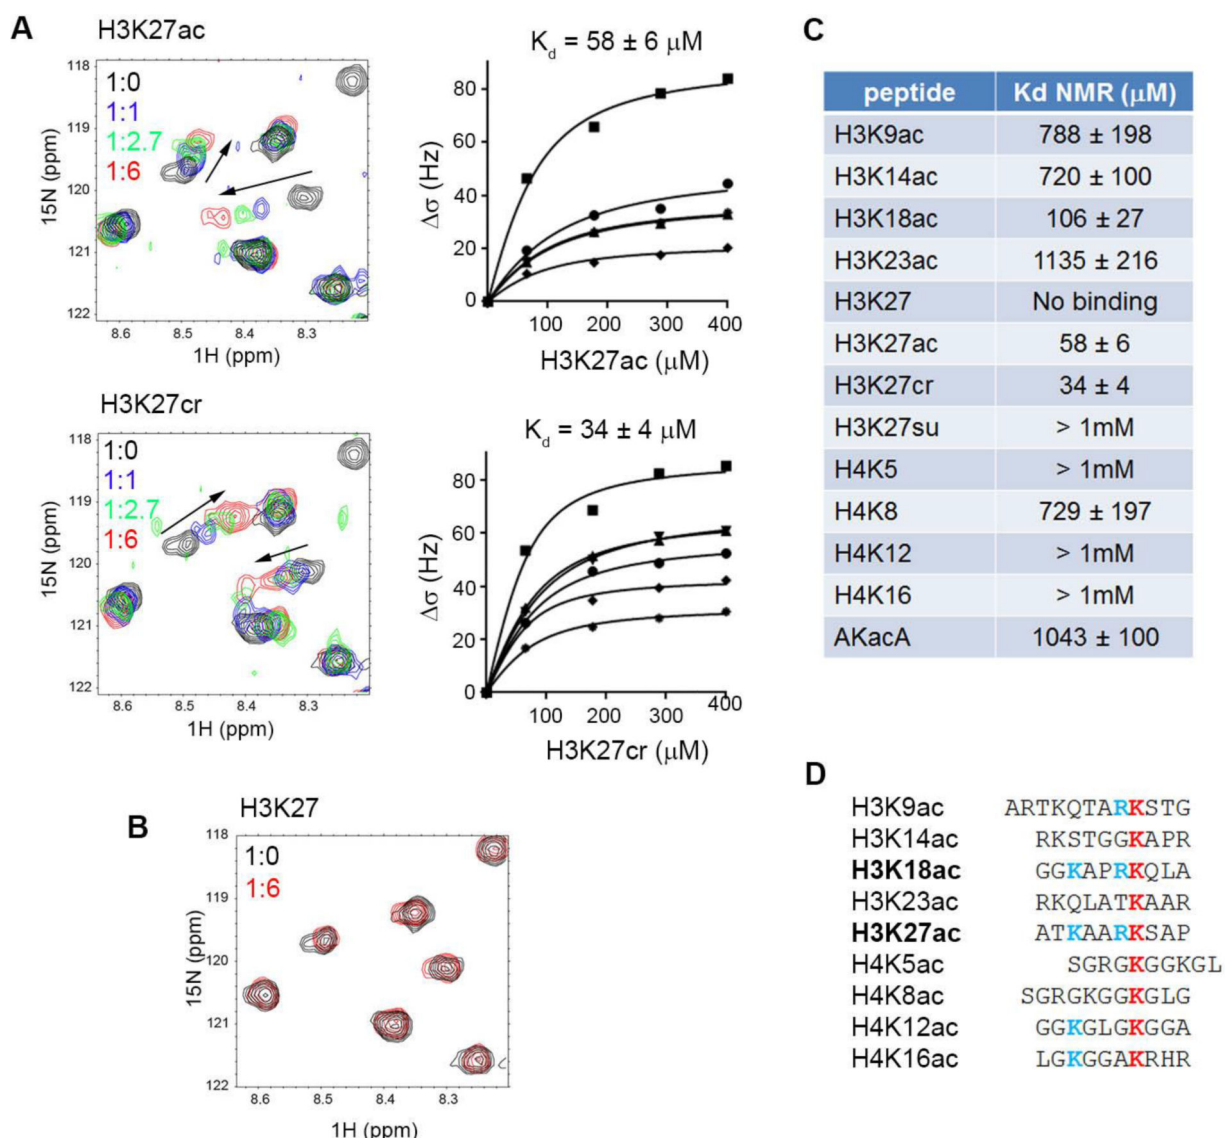 A
H3K27ac
1:0
1:1
1:2.7
1:6
118
119
120
121
122
15N (ppm)
8.6
8.5
8.4
8.3
1H (ppm)
K_d = 58 ± 6 μM
80
60
40
20
0
Δσ (Hz)
100
200
300
400
H3K27ac (μM)
H3K27cr
1:0
1:1
1:2.7
1:6
118
119
120
121
122
15N (ppm)
8.6
8.5
8.4
8.3
1H (ppm)
K_d = 34 ± 4 μM
80
60
40
20
0
Δσ (Hz)
100
200
300
400
H3K27cr (μM)
B
H3K27
1:0
1:6
118
119
120
121
122
15N (ppm)
8.6
8.5
8.4
8.3
1H (ppm)
C
peptide Kd NMR (μM)
H3K9ac 788 ± 198
H3K14ac 720 ± 100
H3K18ac 106 ± 27
H3K23ac 1135 ± 216
H3K27 No binding
H3K27ac 58 ± 6
H3K27cr 34 ± 4
H3K27su > 1mM
H4K5 > 1mM
H4K8 729 ± 197
H4K12 > 1mM
H4K16 > 1mM
AKacA 1043 ± 100
D
H3K9ac ARTKQTARKSTG
H3K14ac RKSTGGKAPR
H3K18ac GGKAPRKQLA
H3K23ac RKQLATKAAR
H3K27ac ATKAARKSAP
H4K5ac SGRGKGGKGL
H4K8ac SGRGKGGKGLG
H4K12ac GGKGLGKGGA
H4K16ac LGKGGAKRHR